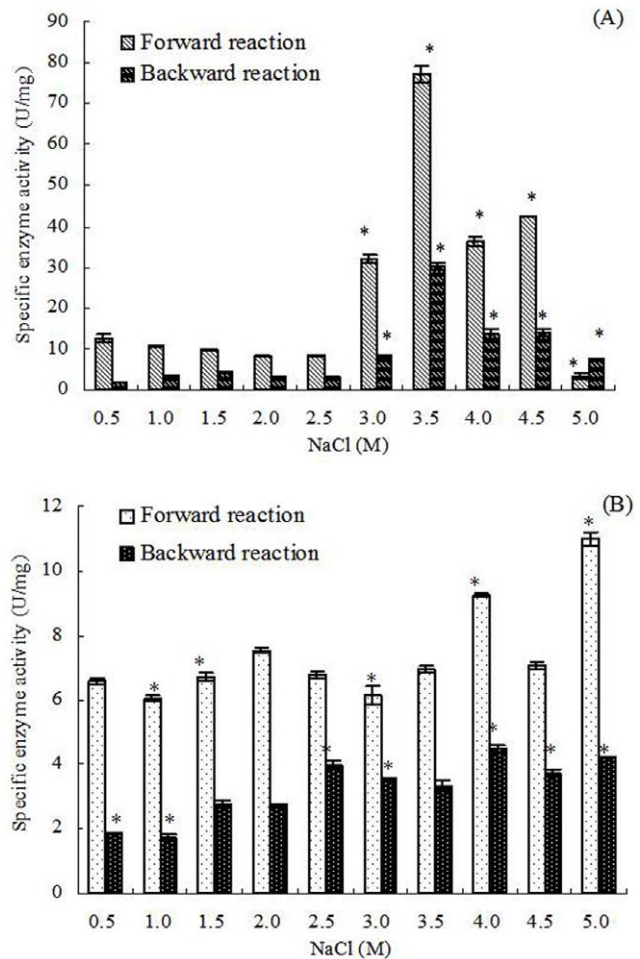 (A)
90
80
70
60
50
40
30
20
10
0
Specific enzyme activity (U/mg)
Forward reaction
Backward reaction
* * * * * * * * * *
0.5 1.0 1.5 2.0 2.5 3.0 3.5 4.0 4.5 5.0
NaCl (M)
(B)
12
10
8
6
4
2
0
Specific enzyme activity (U/mg)
Forward reaction
Backward reaction
* * * * * * * * * * * *
0.5 1.0 1.5 2.0 2.5 3.0 3.5 4.0 4.5 5.0
NaCl (M)